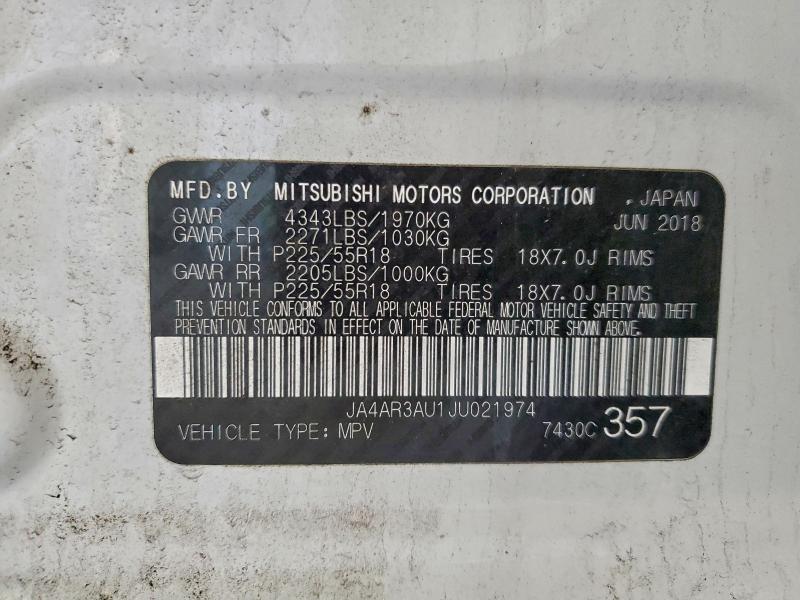 MFD.BY MITSUBISHI MOTORS CORPORATION . JAPAN
GWWR 4343LBS/1970KG JUN 2018
GAWR FR 2271LBS/1030KG
WITH P225/55R18 TIRES 18X7.0J RIMS
GAWR RR 2205LBS/1000KG
WITH P225/55R18 TIRES 18X7.0J RIMS
THIS VEHICLE CONFORMS TO ALL APPLICABLE FEDERAL MOTOR VEHICLE SAFETY AND THEFT
PREVENTION STANDARDS IN EFFECT ON THE DATE OF MANUFACTURE SHOWN ABOVE.
JA4AR3AU1JU021974
VEHICLE TYPE: MPV 7430C 357